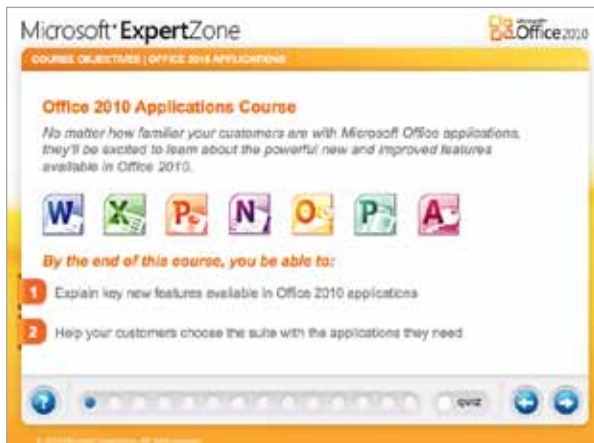 Microsoft® ExpertZone
Microsoft®
Office 2010
COURSE OBJECTIVES | OFFICE 2010 APPLICATIONS
Office 2010 Applications Course
No matter how familiar your customers are with Microsoft Office applications,
they'll be excited to learn about the powerful new and improved features
available in Office 2010.
W X P N O P A
By the end of this course, you be able to:
1 Explain key new features available in Office 2010 applications
2 Help your customers choose the suite with the applications they need
? QUIZ